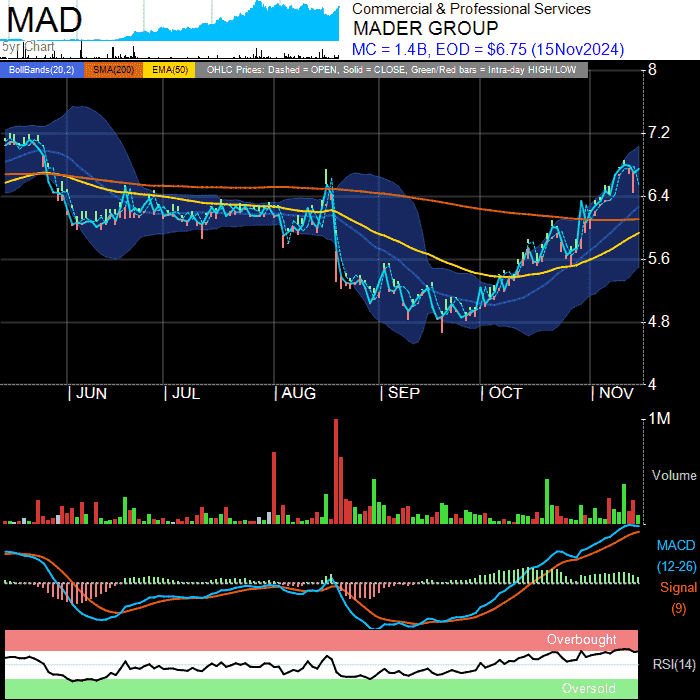 MAD
5yr Chart
Commercial & Professional Services
MADER GROUP
MC = 1.4B, EOD = $6.75 (15Nov2024)
BollBands(20,2) SMA(200) EMA(50) OHLC Prices: Dashed = OPEN, Solid = CLOSE, Green/Red bars = Intra-day HIGH/LOW
8
7.2
6.4
5.6
4.8
4
| JUN | JUL | AUG | SEP | OCT | NOV
1M
Volume
MACD
(12-26)
Signal
(9)
Overbought
RSI(14)
Oversold